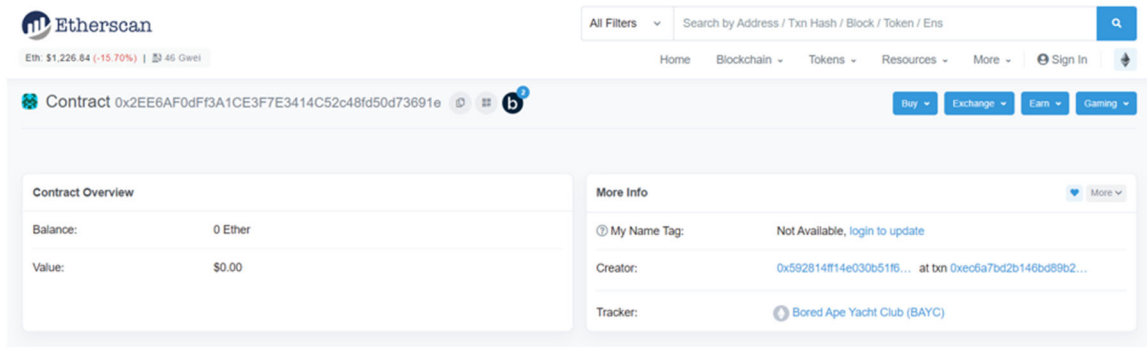 Etherscan
All Filters Search by Address / Txn Hash / Block / Token / Ens
Eth: $1,226.84 (-15.70%) | 46 Gwei
Home Blockchain Tokens Resources More Sign In
Contract 0x2EE6AF0dFf3A1CE3F7E3414C52c48fd50d73691e b 2
Buy Exchange Earn Gaming
Contract Overview
Balance: 0 Ether
Value: $0.00
More Info More
My Name Tag: Not Available, login to update
Creator: 0x592814ff14e030b51f6... at txn 0xec6a7bd2b146bd89b2...
Tracker: Bored Ape Yacht Club (BAYC)